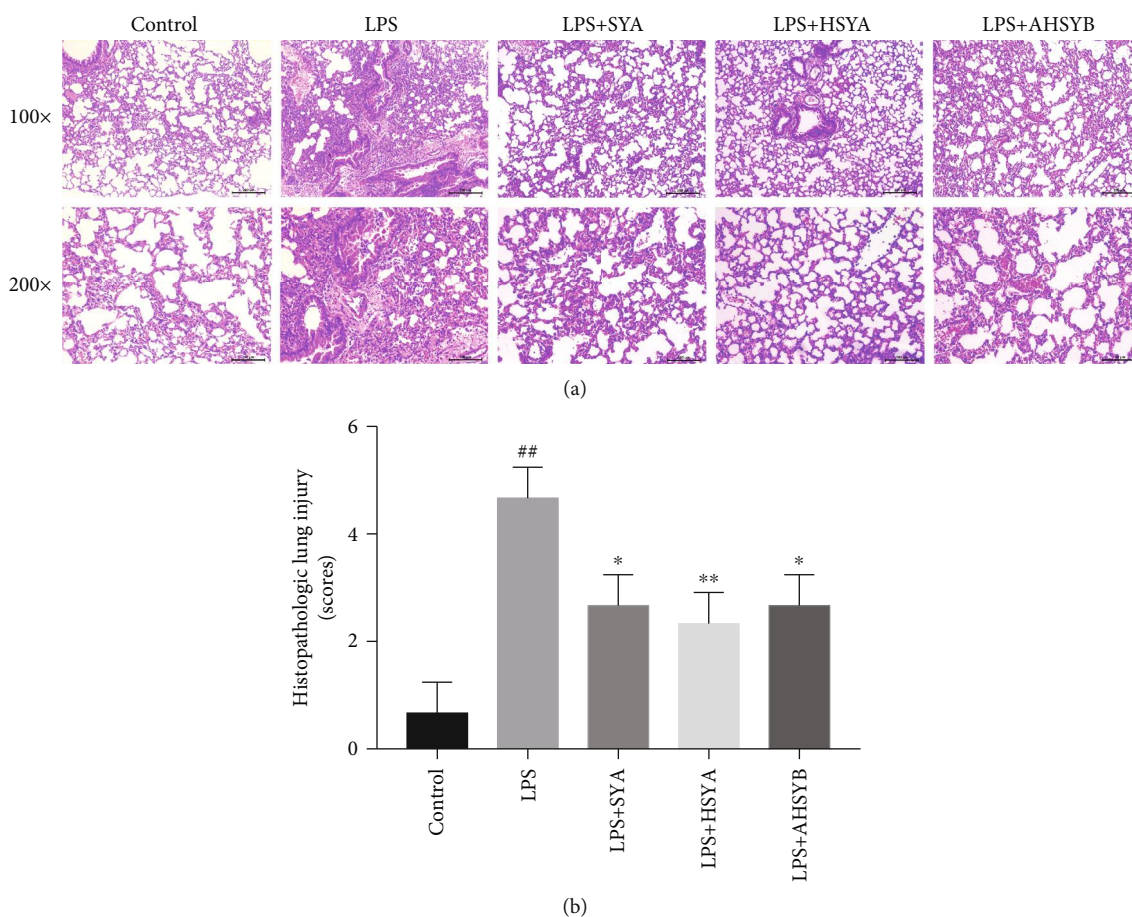 Control LPS LPS+SYA LPS+HSYA LPS+AHSYB
100×
200×
(a)
Histopathologic lung injury
(scores)
6
4
2
0
##
*
**
*
Control
LPS
LPS+SYA
LPS+HSYA
LPS+AHSYB
(b)